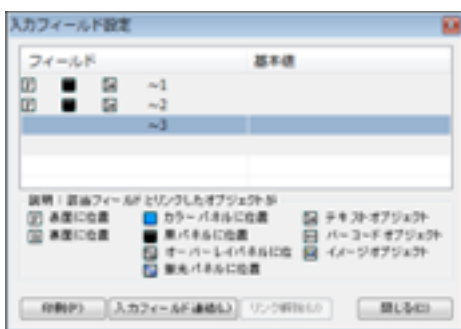 入力フィールド設定
フィールド 基本値
~1
~2
~3
説明：該当フィールドとリンクしたオブジェクトが
表面に位置 カラーパネルに位置 テキストオブジェクト
裏面に位置 黒パネルに位置 バーコードオブジェクト
オーバーレイパネルに位 イメージオブジェクト
蛍光パネルに位置
印刷(P) 入力フィールド連結(L) リンク解除(U) 閉じる(C)